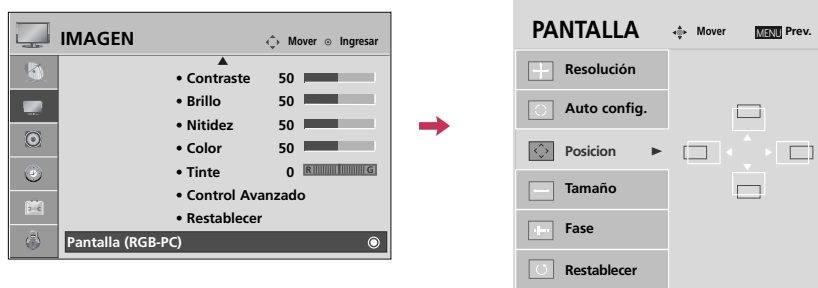 IMAGEN
Mover Ingresar
• Contraste 50
• Brillo 50
• Nitidez 50
• Color 50
• Tinte 0 R G
• Control Avanzado
• Restablecer
Pantalla (RGB-PC)
PANTALLA
Mover MENU Prev.
Resolución
Auto config.
Posicion
Tamaño
Fase
Restablecer